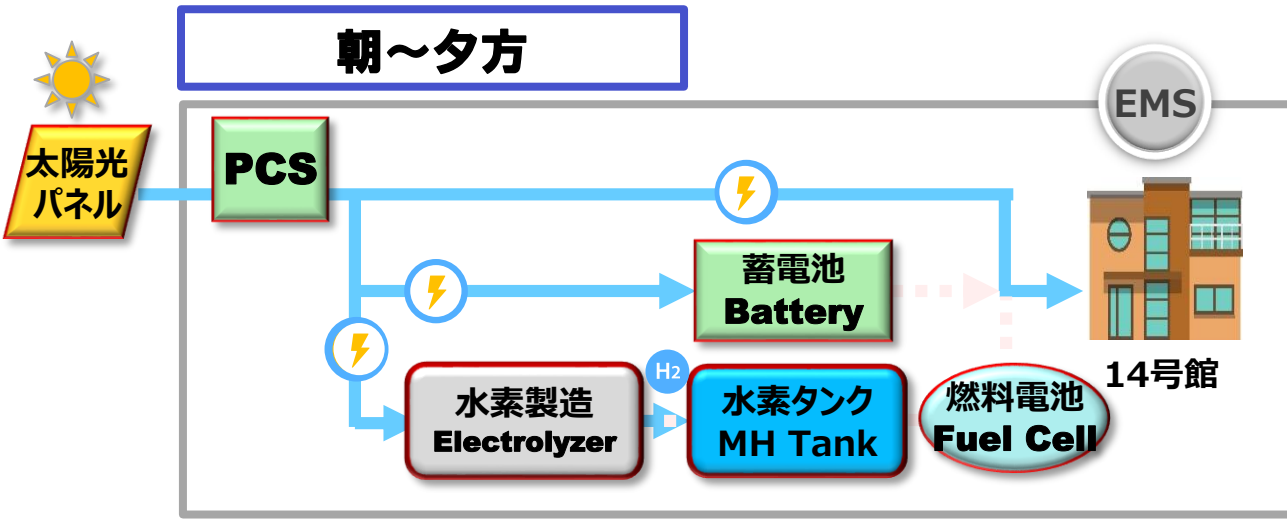 朝～夕方
EMS
太陽光
パネル
PCS
蓄電池
Battery
14号館
H2
水素製造
Electrolyzer
水素タンク
MH Tank
燃料電池
Fuel Cell